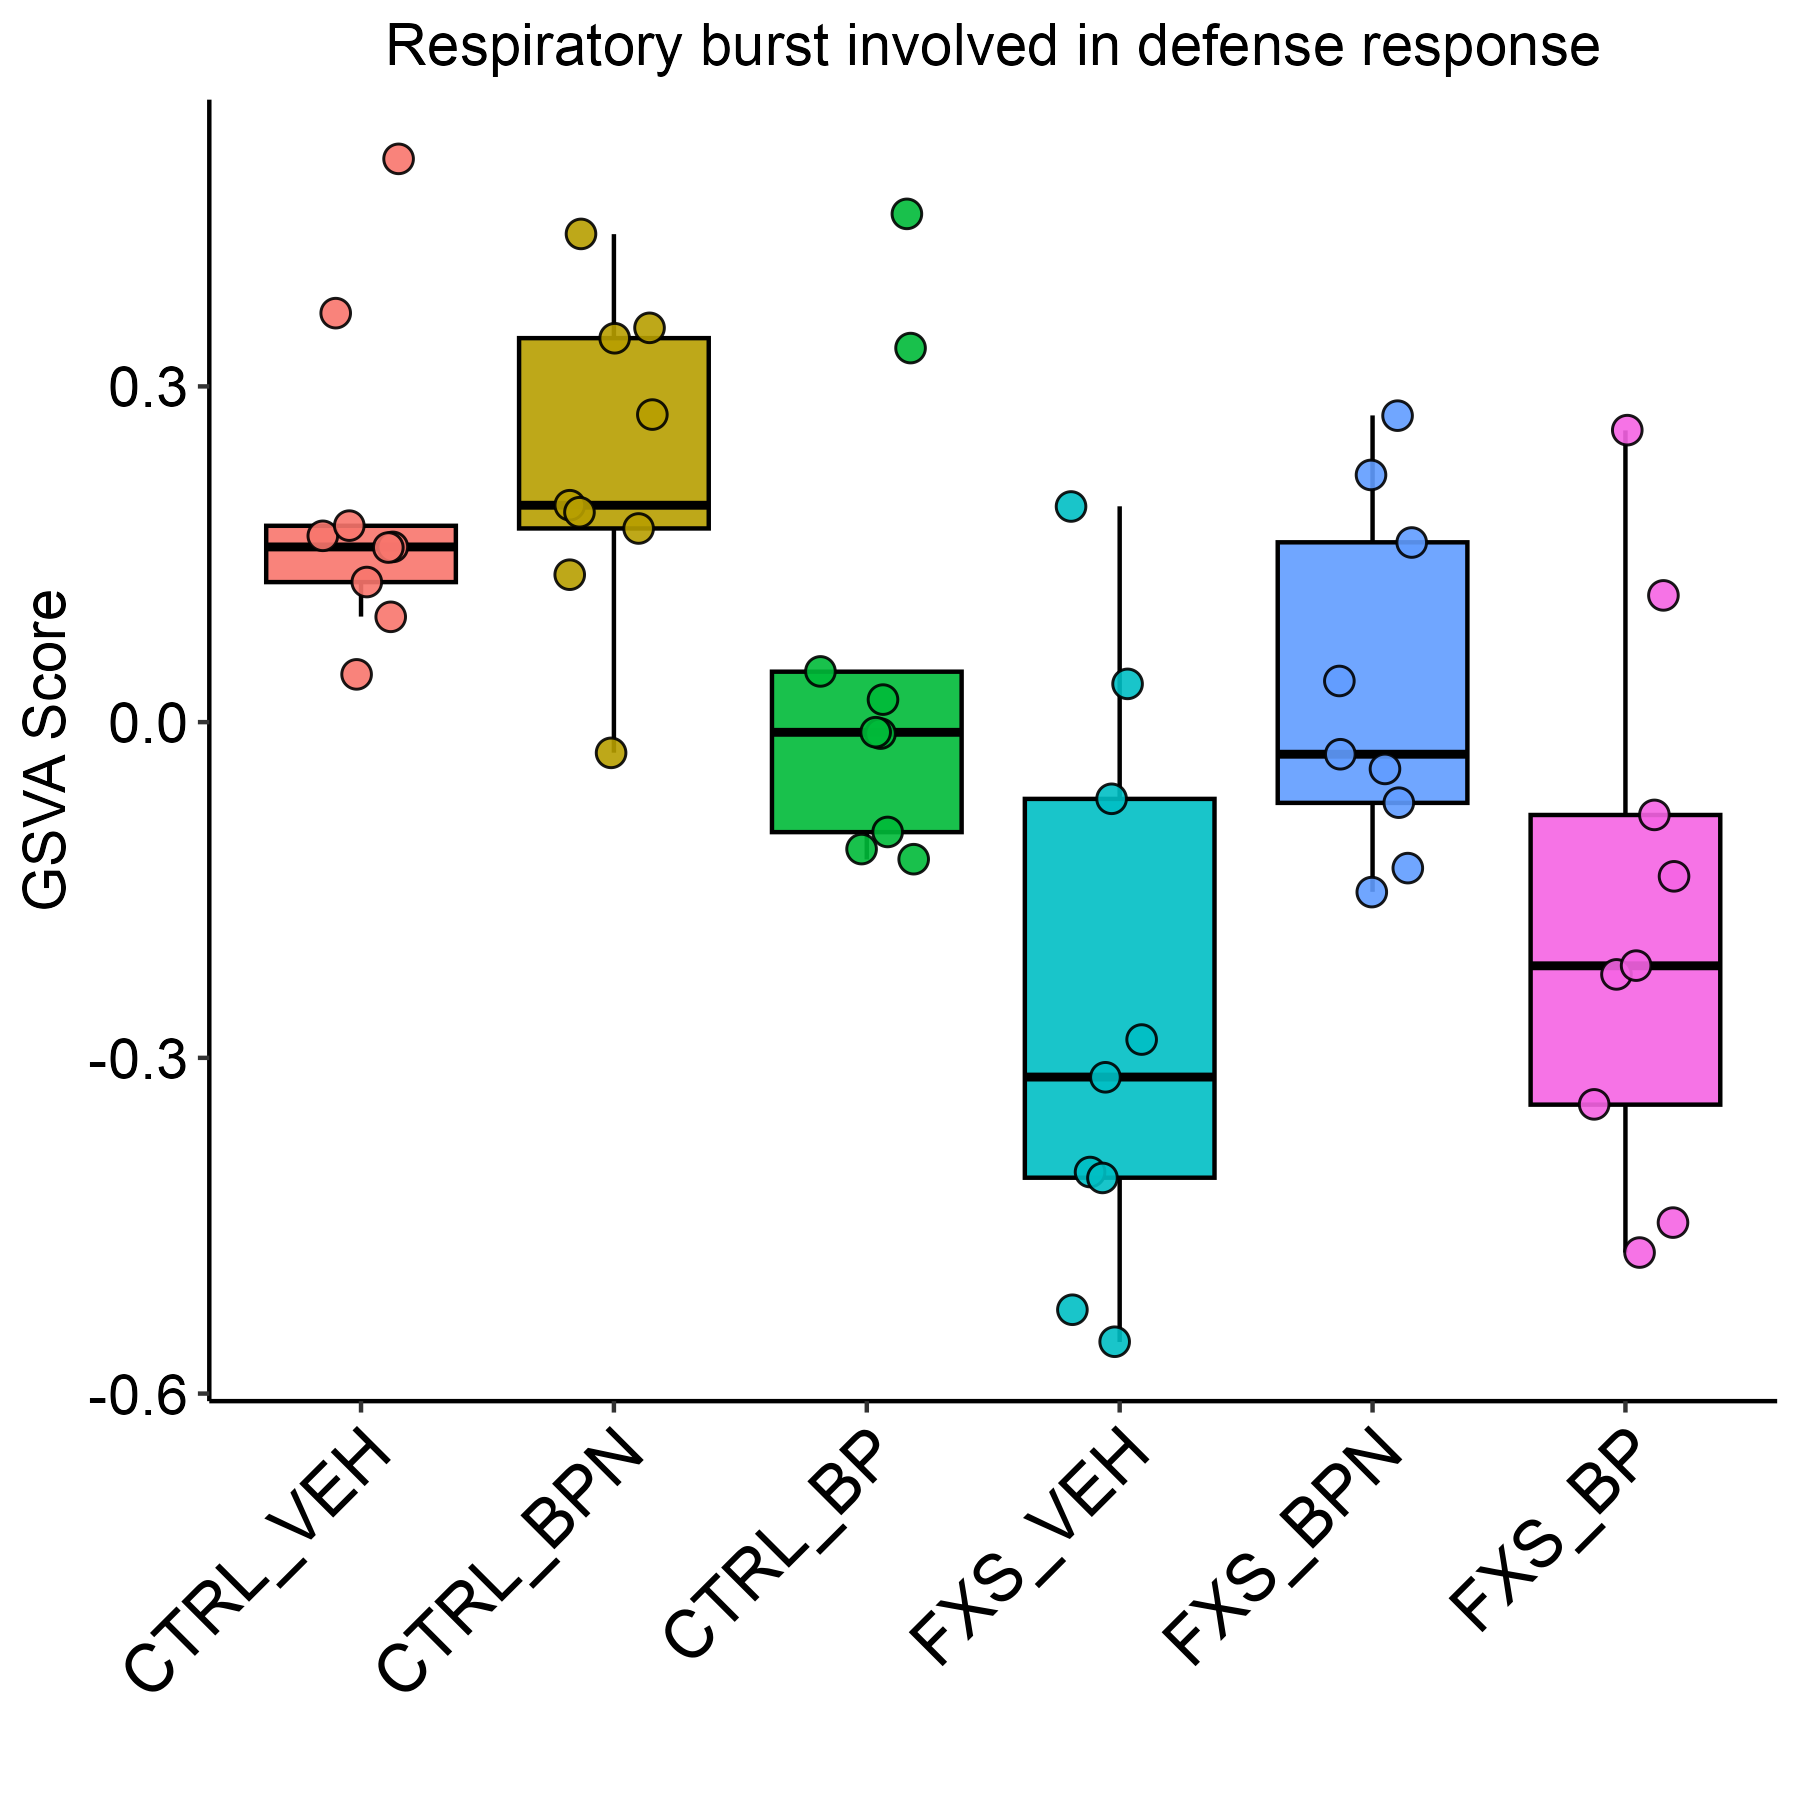 Respiratory burst involved in defense response
GSVA Score
0.3
0.0
-0.3
-0.6
CTRL_VEH
CTRL_BPN
CTRL_BP
FXS_VEH
FXS_BPN
FXS_BP